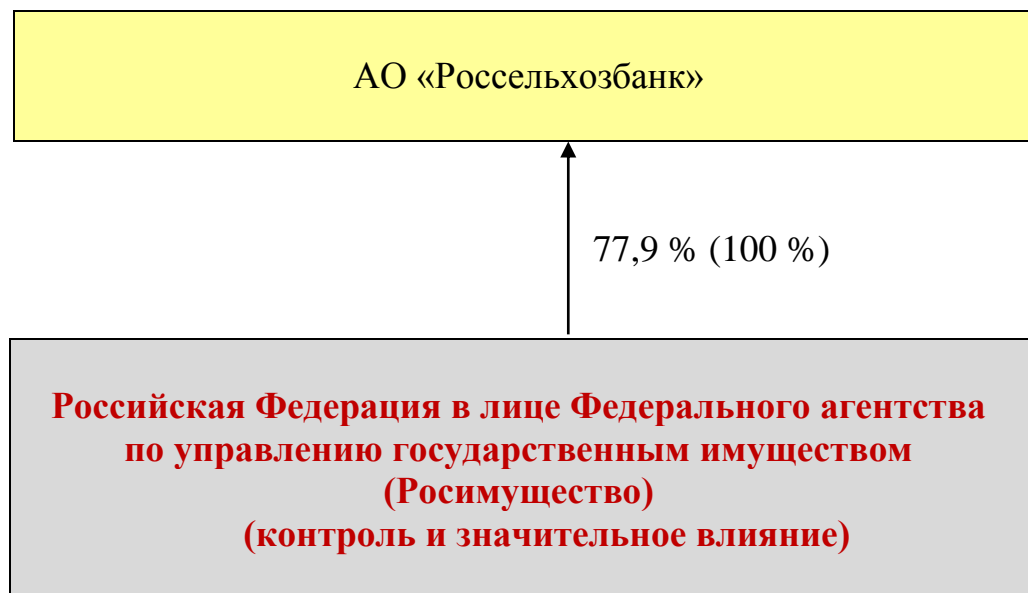 АО «Россельхозбанк»
77,9 % (100 %)
Российская Федерация в лице Федерального агентства
по управлению государственным имуществом
(Росимущество)
(контроль и значительное влияние)